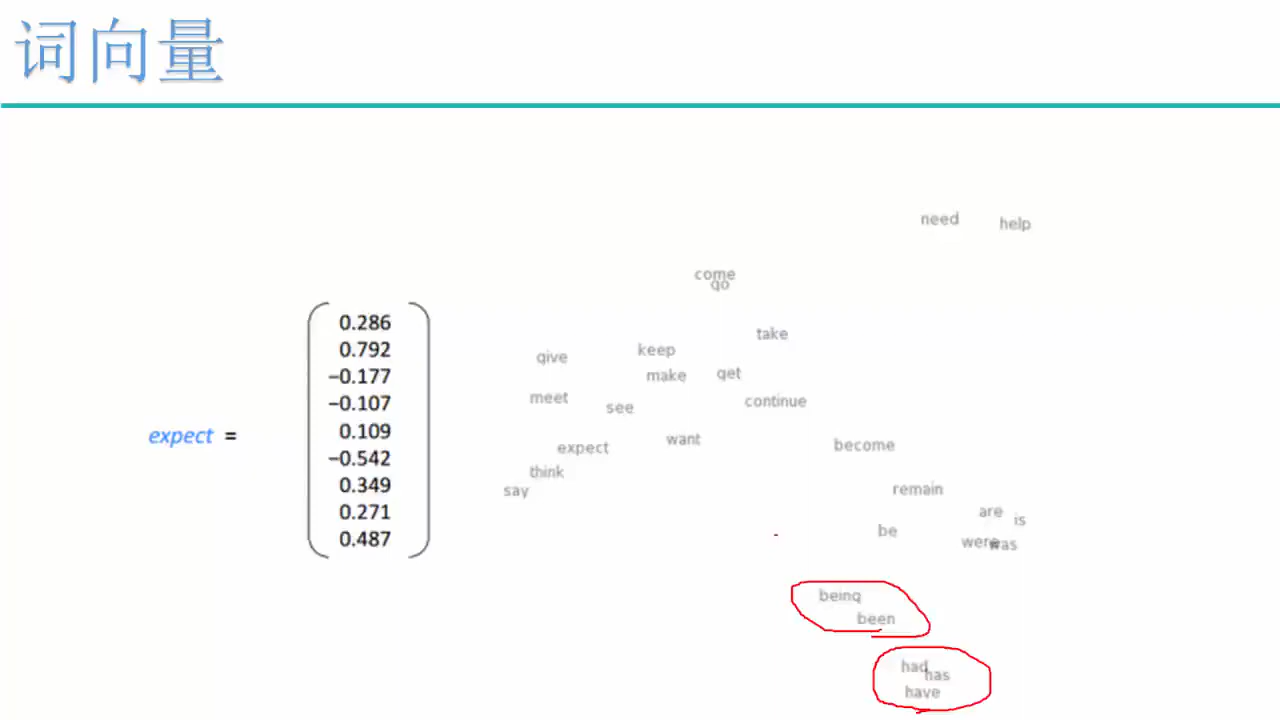 词向量
need help
come
go
take
give keep
make get
meet see continue
expect want become
think
say
remain
are is
be were was
being
been
had
has
have
expect =
0.286
0.792
−0.177
−0.107
0.109
−0.542
0.349
0.271
0.487